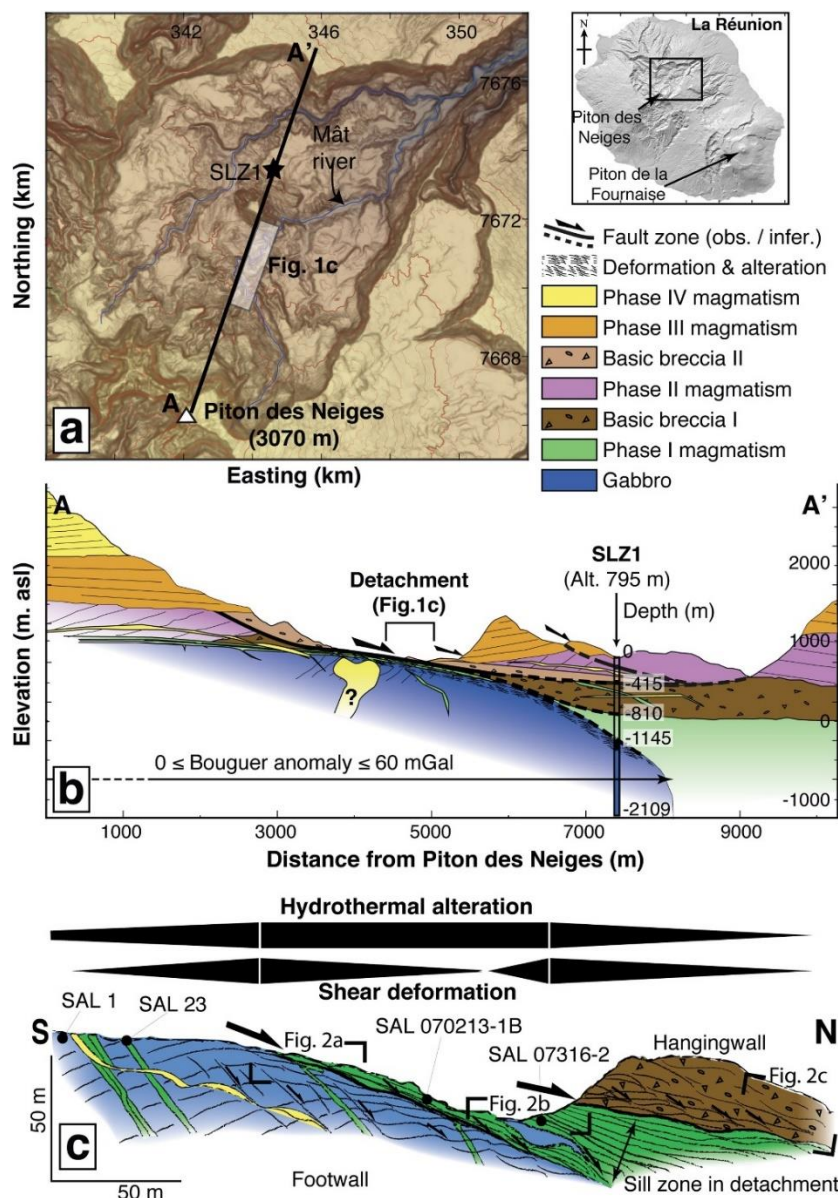 342
346
350
A'
7676
SLZ1
Mât
river
7672
Fig. 1c
7668
A
Piton des Neiges
(3070 m)
a
Northing (km)
Easting (km)
La Réunion
N
Piton des
Neiges
Piton de la
Fournaise
Fault zone (obs. / infer.)
Deformation & alteration
Phase IV magmatism
Phase III magmatism
Basic breccia II
Phase II magmatism
Basic breccia I
Phase I magmatism
Gabbro
A
A'
SLZ1
(Alt. 795 m)
Detachment
(Fig.1c)
Depth (m)
2000
1000
0
-1000
0
-415
-810
-1145
-2109
?
0 ≤ Bouguer anomaly ≤ 60 mGal
b
Elevation (m. asl)
1000
3000
5000
7000
9000
Distance from Piton des Neiges (m)
Hydrothermal alteration
Shear deformation
S
N
SAL 1
SAL 23
Fig. 2a
SAL 070213-1B
SAL 07316-2
Hangingwall
Fig. 2c
Fig. 2b
50 m
c
50 m
Footwall
Sill zone in detachment